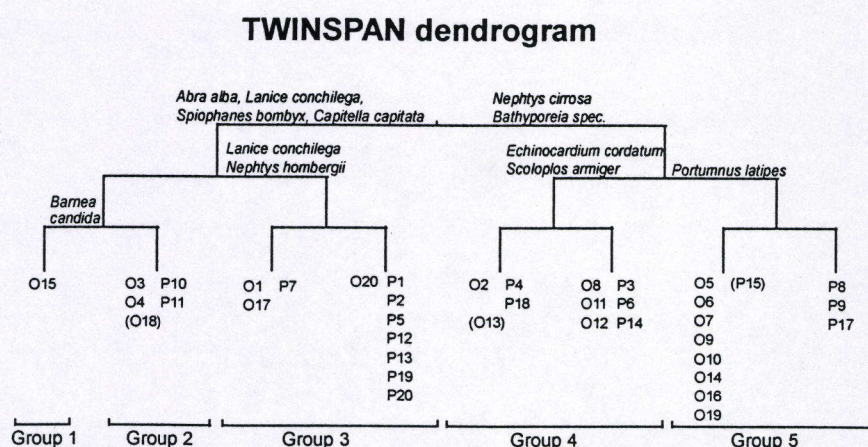 TWINSPAN dendrogram
Abra alba, Lanice conchilega,
Spiophanes bombyx, Capitella capitata
Nephtys cirrosa
Bathyporeia spec.
Lanice conchilega
Nephtys hombergii
Echinocardium cordatum
Scoloplos armiger
Portumnus latipes
Barnea
candida
O15
O3 P10
O4 P11
(O18)
O1 P7
O17
O20 P1
P2
P5
P12
P13
P19
P20
O2 P4
P18
(O13)
O8 P3
O11 P6
O12 P14
O5 (P15)
O6
O7
O9
O10
O14
O16
O19
P8
P9
P17
Group 1
Group 2
Group 3
Group 4
Group 5